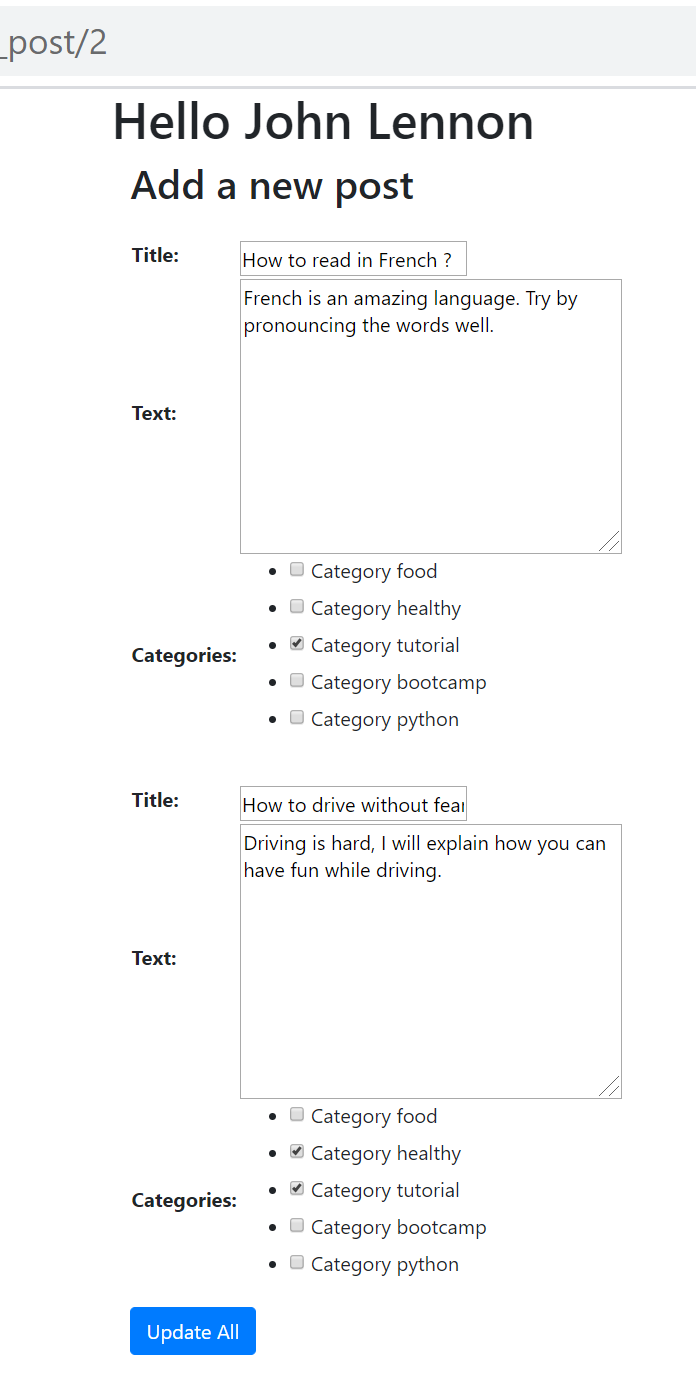 _post/2
Hello John Lennon
Add a new post
Title:
How to read in French ?
Text:
French is an amazing language. Try by
pronouncing the words well.
Categories:
Category food
Category healthy
Category tutorial
Category bootcamp
Category python
Title:
How to drive without fear
Text:
Driving is hard, I will explain how you can
have fun while driving.
Categories:
Category food
Category healthy
Category tutorial
Category bootcamp
Category python
Update All